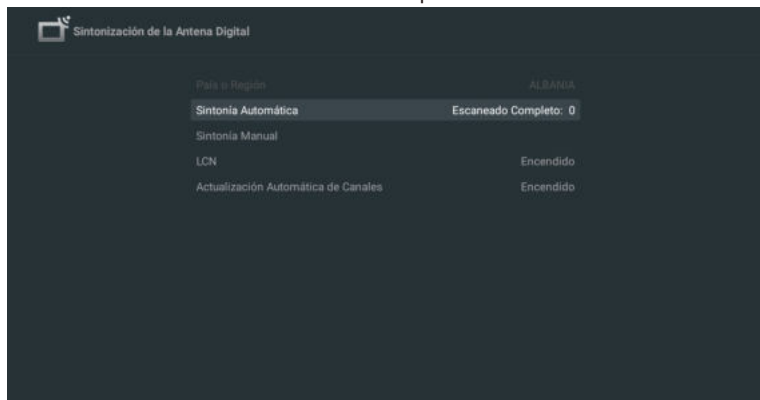 Sintonización de la Antena Digital
País o Región ALBANIA
Sintonía Automática Escaneado Completo: 0
Sintonía Manual
LCN Encendido
Actualización Automática de Canales Encendido